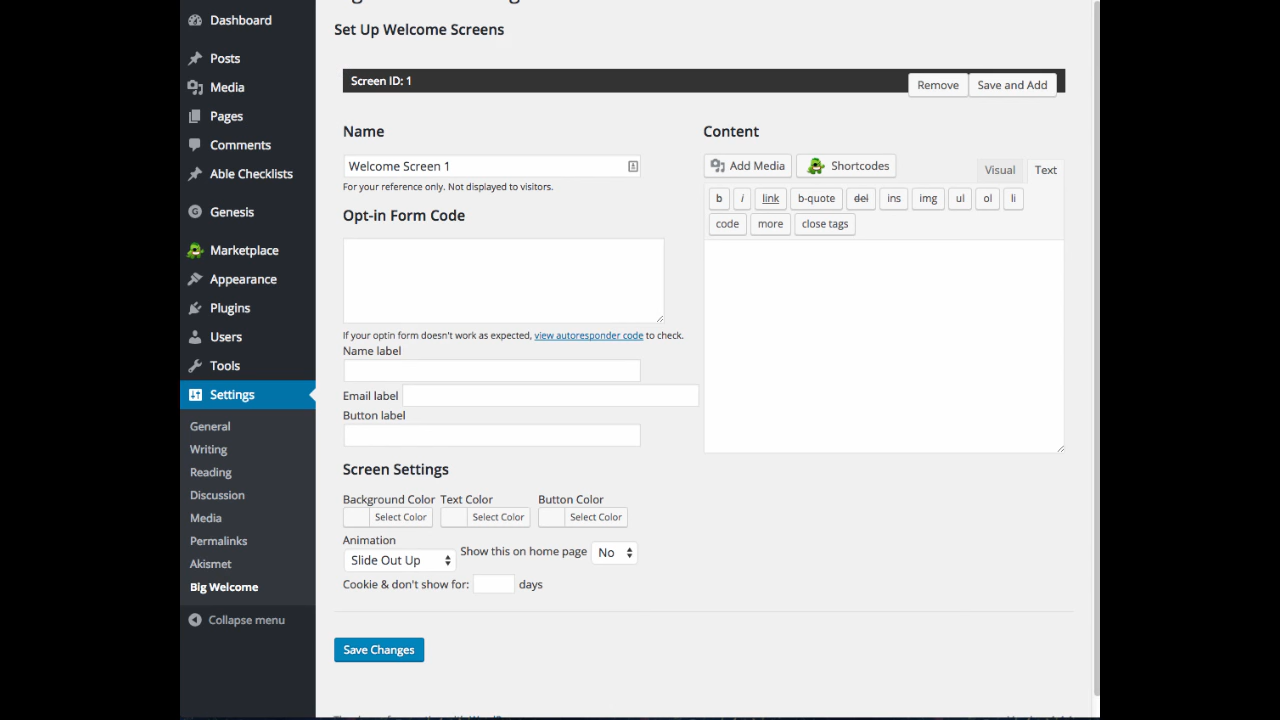 Dashboard
Posts
Media
Pages
Comments
Able Checklists
Genesis
Marketplace
Appearance
Plugins
Users
Tools
Settings
General
Writing
Reading
Discussion
Media
Permalinks
Akismet
Big Welcome
Collapse menu
Set Up Welcome Screens
Screen ID: 1
Remove
Save and Add
Name
Welcome Screen 1
For your reference only. Not displayed to visitors.
Opt-in Form Code
If your optin form doesn't work as expected, view autoresponder code to check.
Name label
Email label
Button label
Screen Settings
Background Color Text Color Button Color
Select Color Select Color Select Color
Animation
Slide Out Up
Show this on home page No
Cookie & don't show for: days
Content
Add Media Shortcodes
Visual Text
b i link b-quote del ins img ul ol li
code more close tags
Save Changes